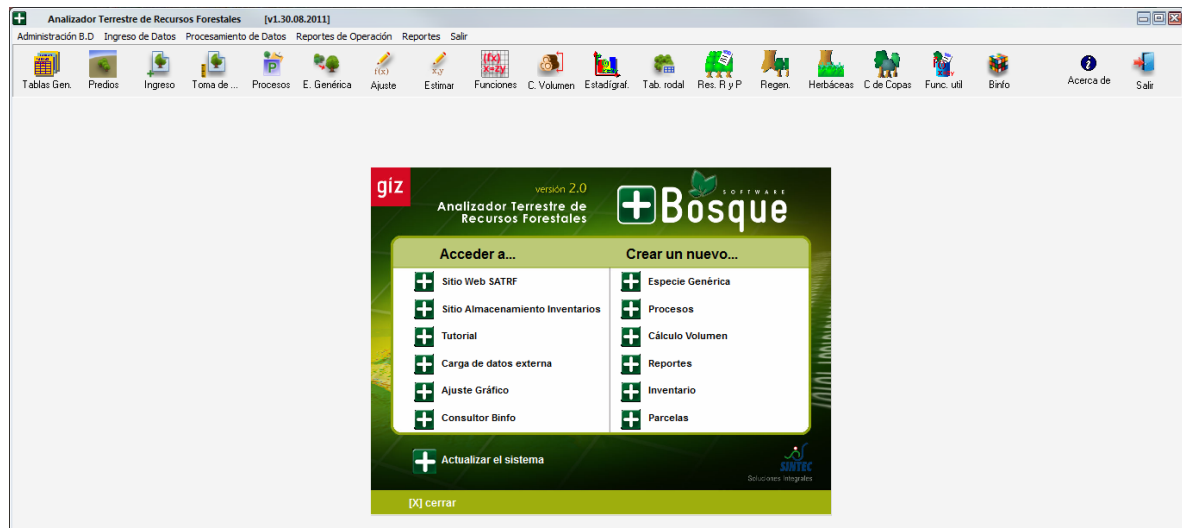 Analizador Terrestre de Recursos Forestales [v1.30.08.2011]
Administración B.D Ingreso de Datos Procesamiento de Datos Reportes de Operación Reportes Salir
f(x) x,y f(x) x=zy
Tablas Gen. Predios Ingreso Toma de ... Procesos E. Genérica Ajuste Estimar Funciones C. Volumen Estadígraf. Tab. rodal Res. R y P Regen. Herbáceas C de Copas Func. util Binfo Acerca de Salir
giz
versión 2.0
Analizador Terrestre de
Recursos Forestales
SOFTWARE
Bosque
Acceder a... Crear un nuevo...
Sitio Web SATRF Especie Genérica
Sitio Almacenamiento Inventarios Procesos
Tutorial Cálculo Volumen
Carga de datos externa Reportes
Ajuste Gráfico Inventario
Consultor Binfo Parcelas
Actualizar el sistema
SINTEC
Soluciones Integrales
[X] cerrar